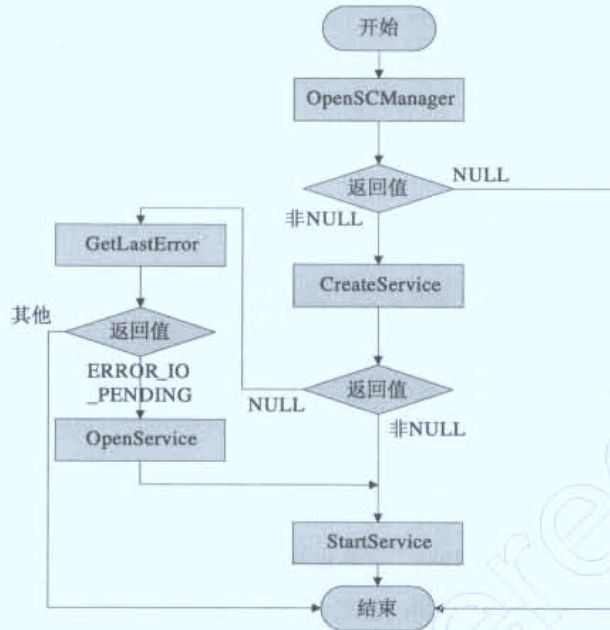 开始
OpenSCManager
返回值
NULL
非NULL
GetLastError
CreateService
其他
返回值
返回值
ERROR_IO
_PENDING
NULL
非NULL
OpenService
StartService
结束